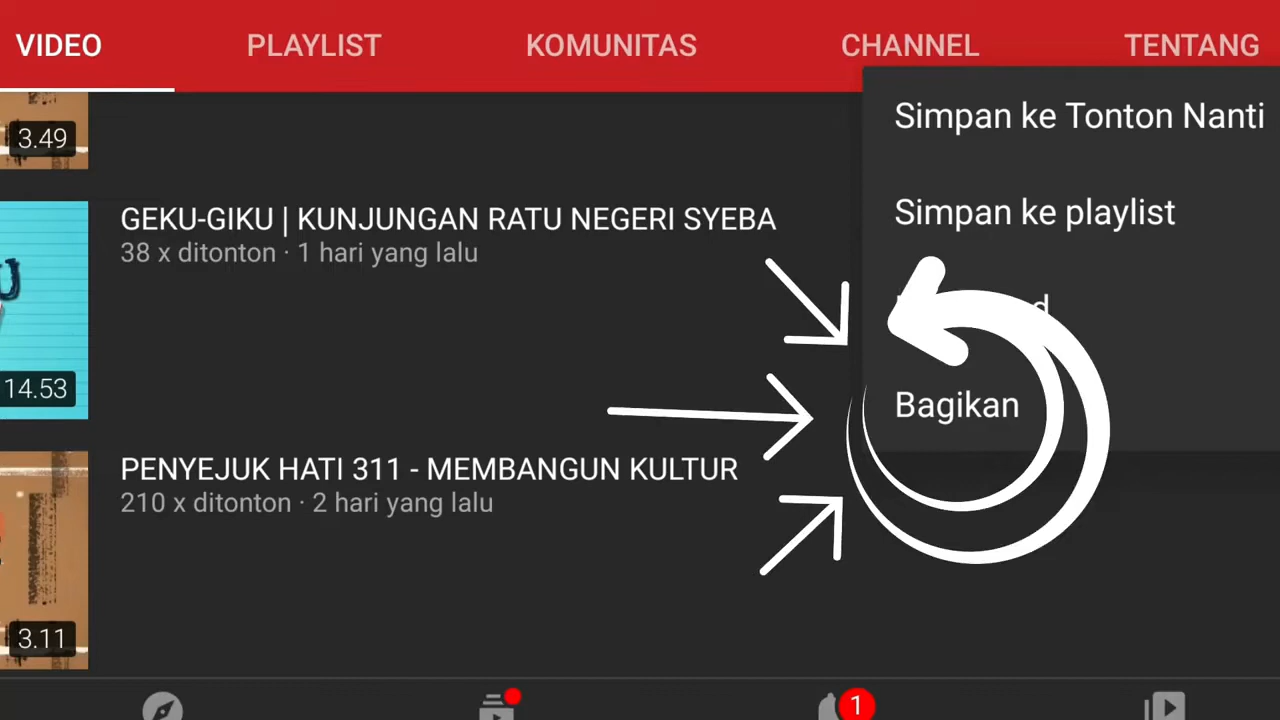 VIDEO PLAYLIST KOMUNITAS CHANNEL TENTANG
Simpan ke Tonton Nanti
3.49
GEKU-GIKU | KUNJUNGAN RATU NEGERI SYEBA
Simpan ke playlist
38 x ditonton · 1 hari yang lalu
14.53
Bagikan
PENYEJUK HATI 311 - MEMBANGUN KULTUR
210 x ditonton · 2 hari yang lalu
3.11
1